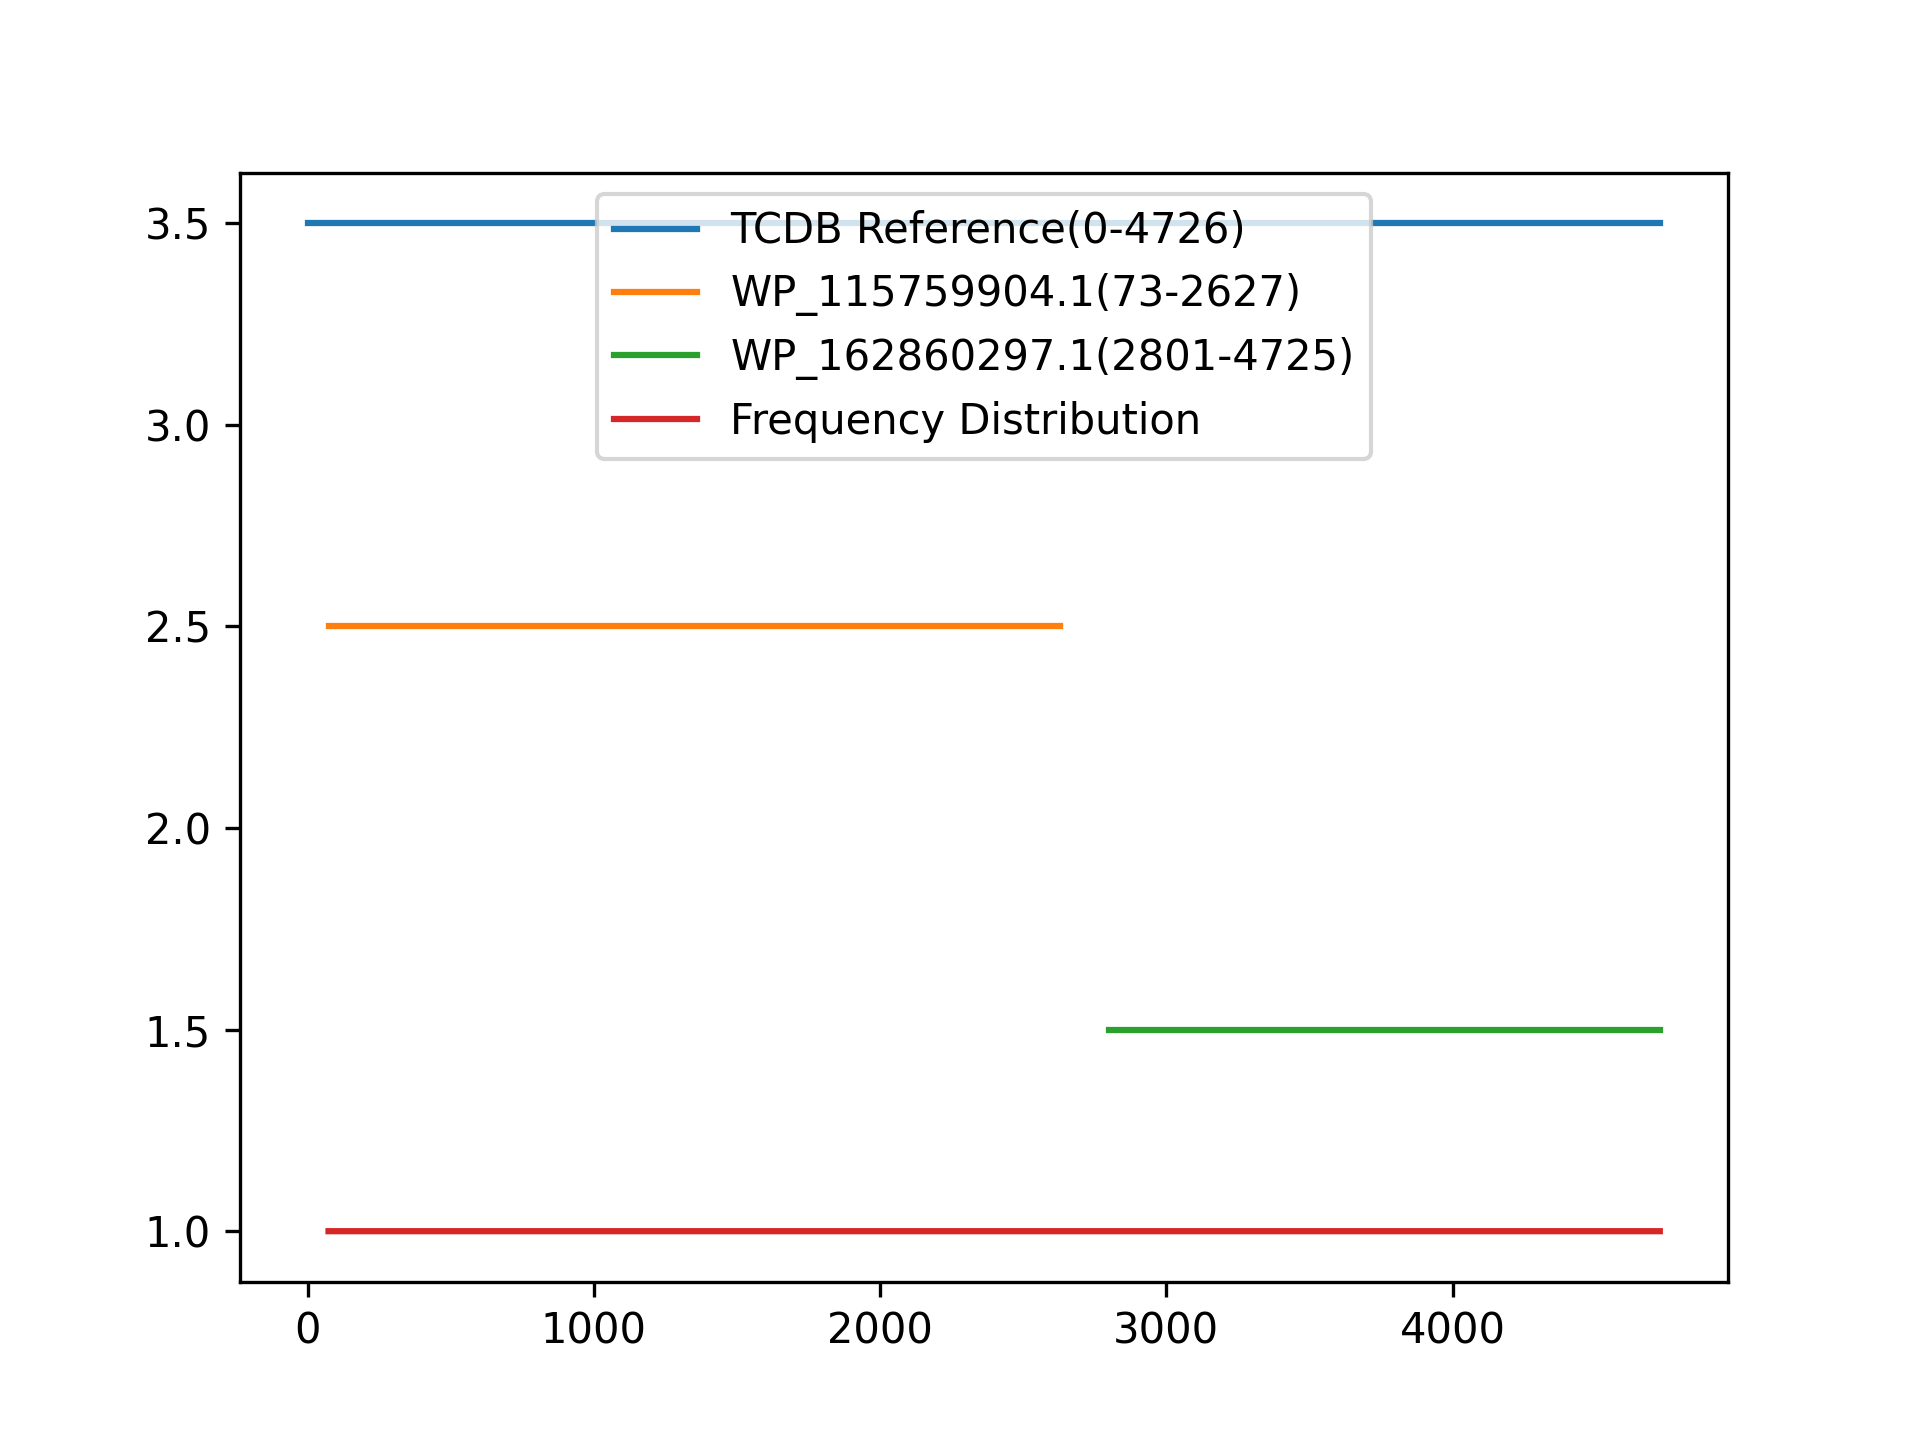 TCDB Reference(0-4726)
WP_115759904.1(73-2627)
WP_162860297.1(2801-4725)
Frequency Distribution
3.5
3.0
2.5
2.0
1.5
1.0
0 1000 2000 3000 4000